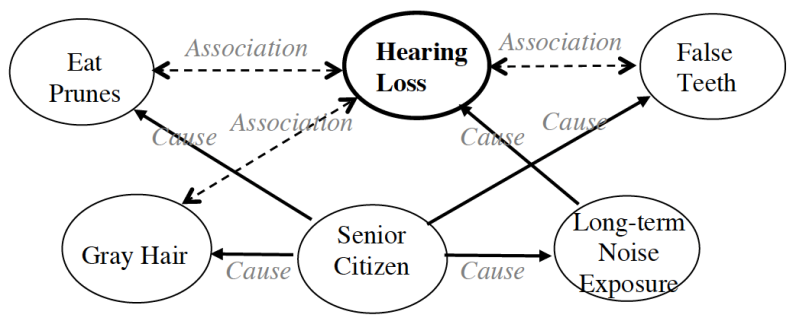 Eat
Prunes
Association
Hearing
Loss
Association
False
Teeth
Cause
Association
Cause
Cause
Gray Hair
Cause
Senior
Citizen
Cause
Long-term
Noise
Exposure